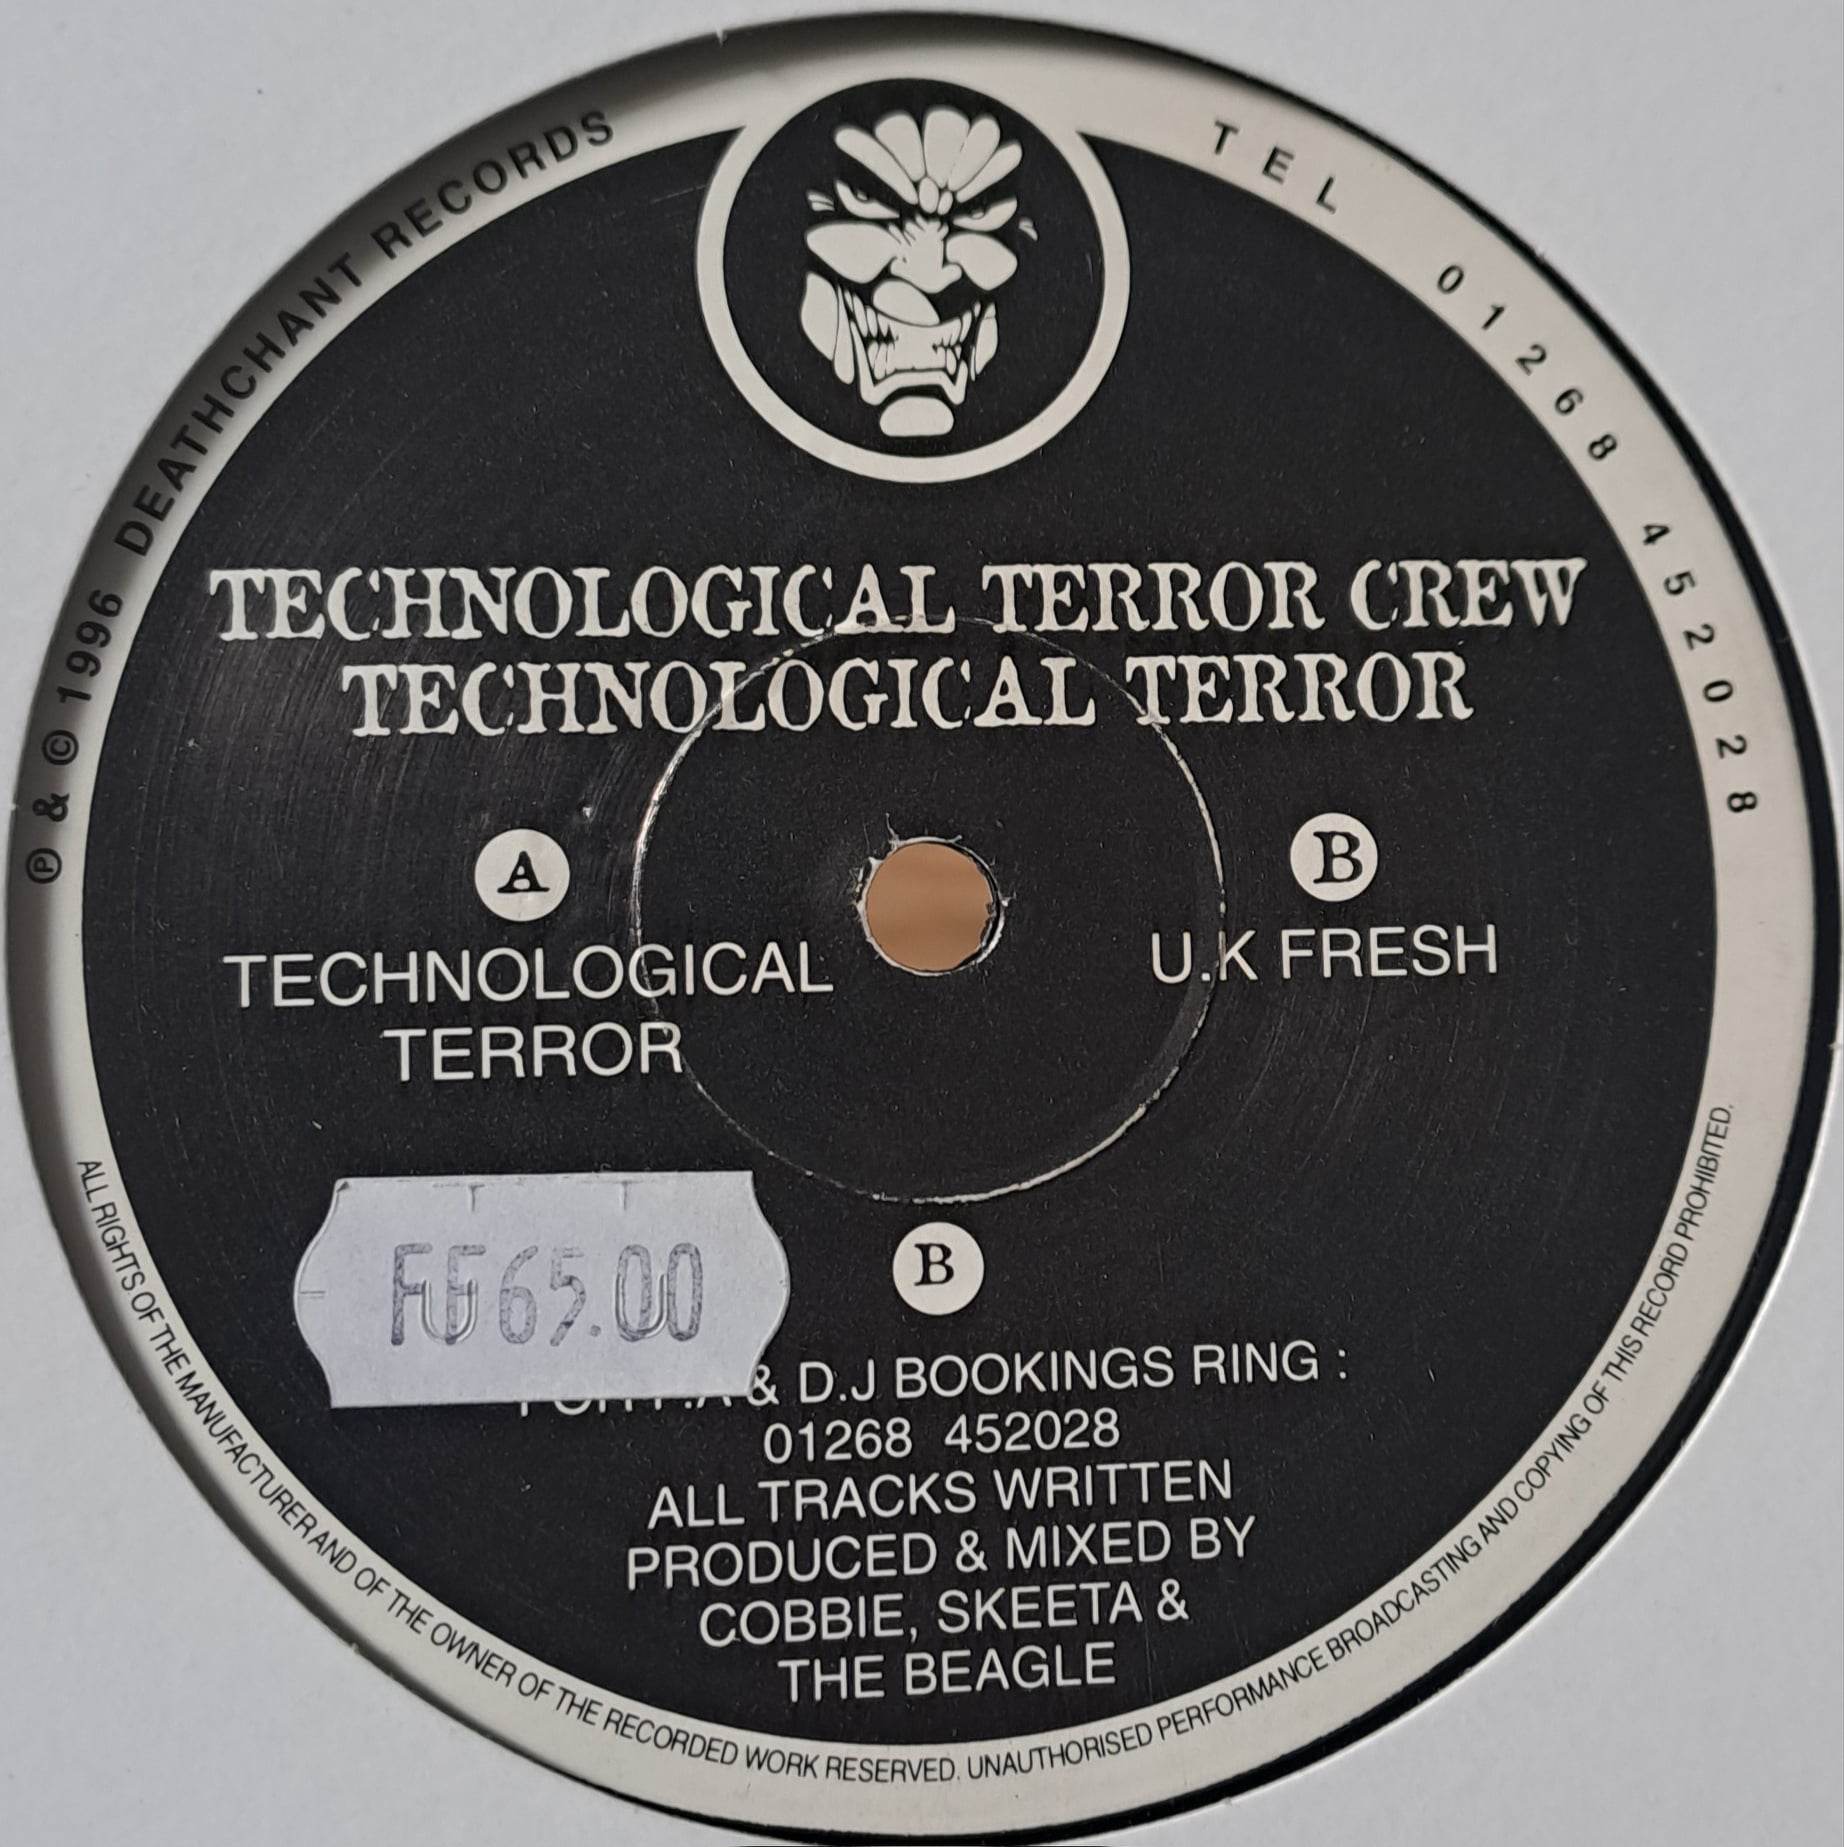 ℗ & © 1996 DEATHCHANT RECORDS
TEL 01268 452028
TECHNOLOGICAL TERROR CREW
TECHNOLOGICAL TERROR
A
TECHNOLOGICAL
TERROR
B
U.K FRESH
FF65.00
B
& D.J BOOKINGS RING :
01268 452028
ALL TRACKS WRITTEN
PRODUCED & MIXED BY
COBBIE, SKEETA &
THE BEAGLE
ALL RIGHTS OF THE MANUFACTURER AND OF THE OWNER OF THE RECORDED WORK RESERVED. UNAUTHORISED PERFORMANCE BROADCASTING AND COPYING OF THIS RECORD PROHIBITED.